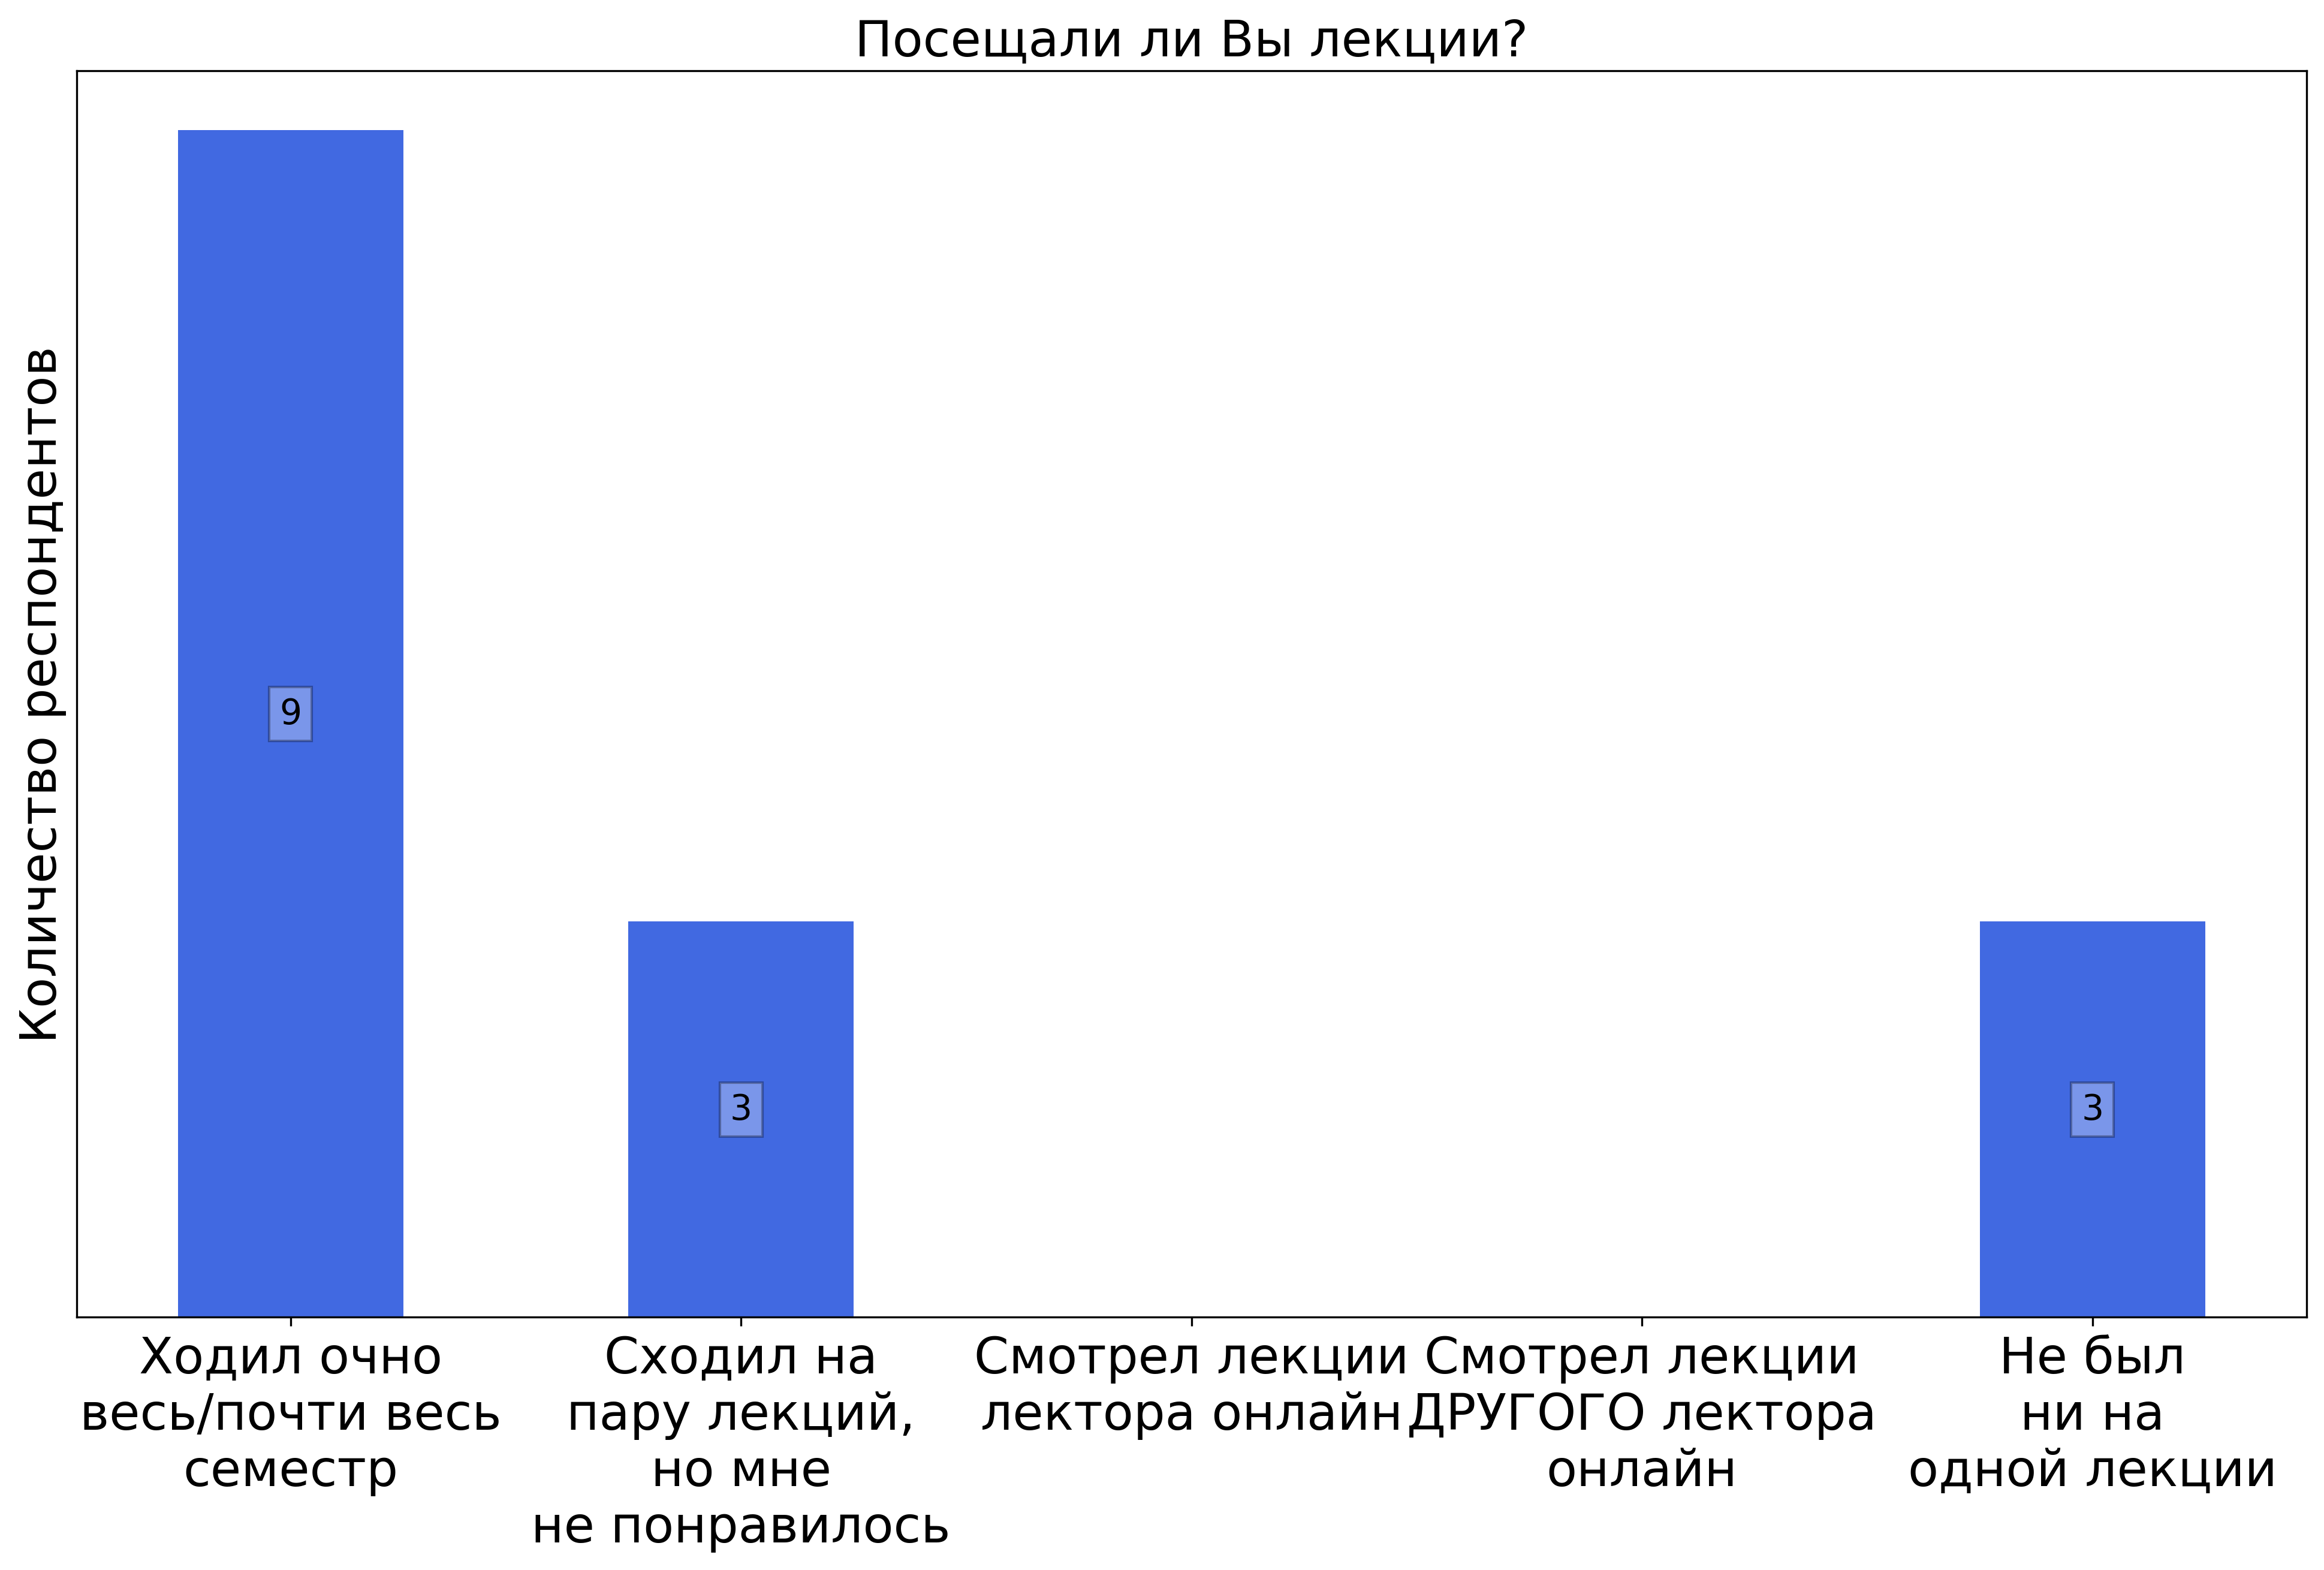 Посещали ли Вы лекции?
Количество респондентов
9
3
3
Ходил очно
весь/почти весь
семестр
Сходил на
пару лекций,
но мне
не понравилось
Смотрел лекции
лектора онлайн
Смотрел лекции
ДРУГОГО лектора
онлайн
Не был
ни на
одной лекции